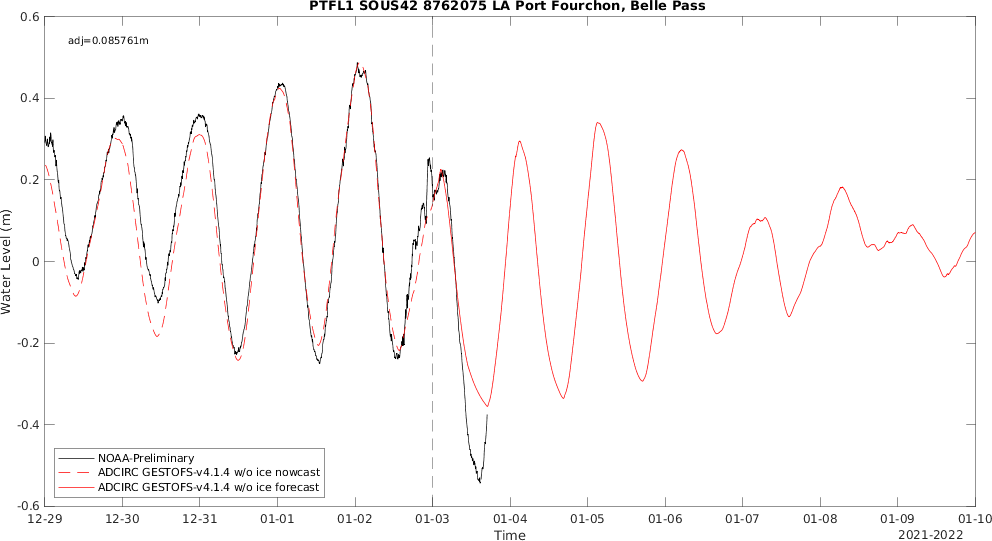 PTFL1 SOUS42 8762075 LA Port Fourchon, Belle Pass
adj=0.085761m
0.6
0.4
0.2
0
-0.2
-0.4
-0.6
Water Level (m)
NOAA-Preliminary
ADCIRC GESTOFS-v4.1.4 w/o ice nowcast
ADCIRC GESTOFS-v4.1.4 w/o ice forecast
12-29 12-30 12-31 01-01 01-02 01-03 01-04 01-05 01-06 01-07 01-08 01-09 01-10
Time
2021-2022